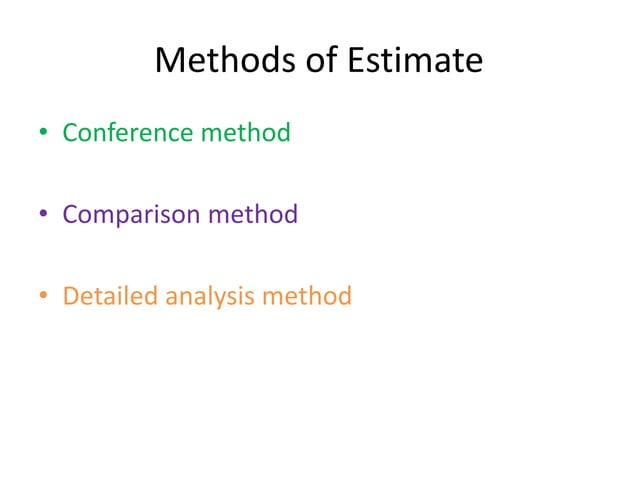 Methods of Estimate
• Conference method
• Comparison method
• Detailed analysis method